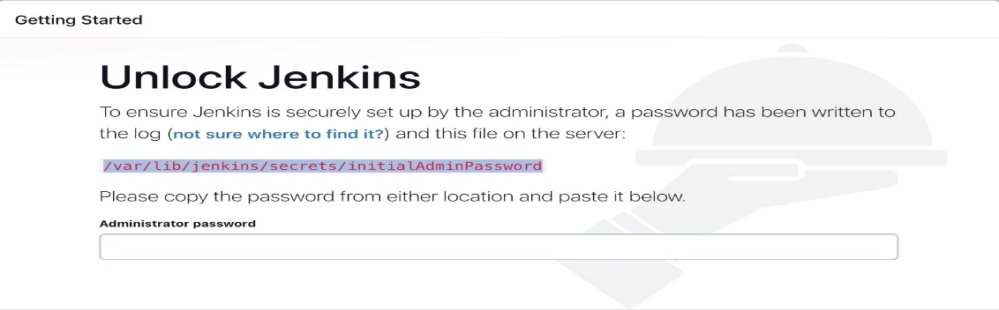 Getting Started
Unlock Jenkins
To ensure Jenkins is securely set up by the administrator, a password has been written to
the log (not sure where to find it?) and this file on the server:
/var/lib/jenkins/secrets/initialAdminPassword
Please copy the password from either location and paste it below.
Administrator password